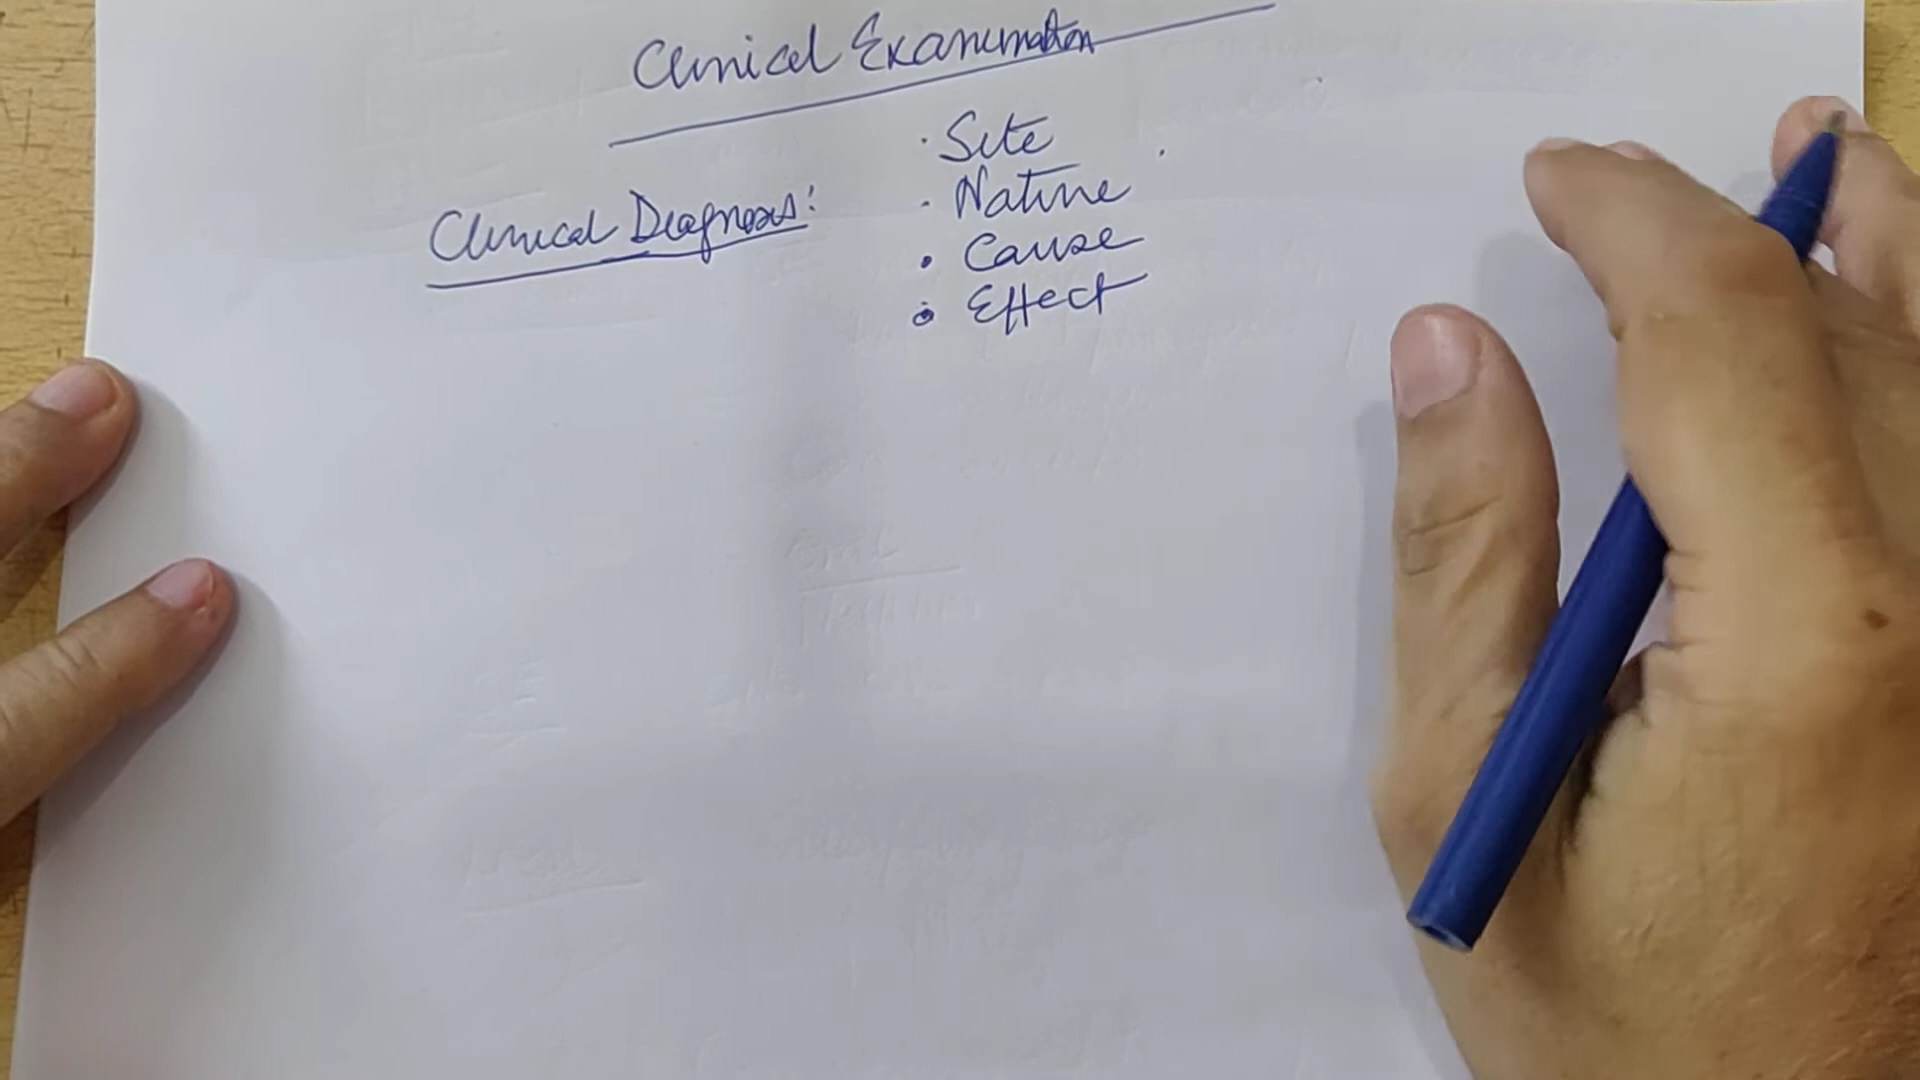 Clinical Examination
Clinical Diagnosis:
. Site
. Nature
. Cause
. Effect